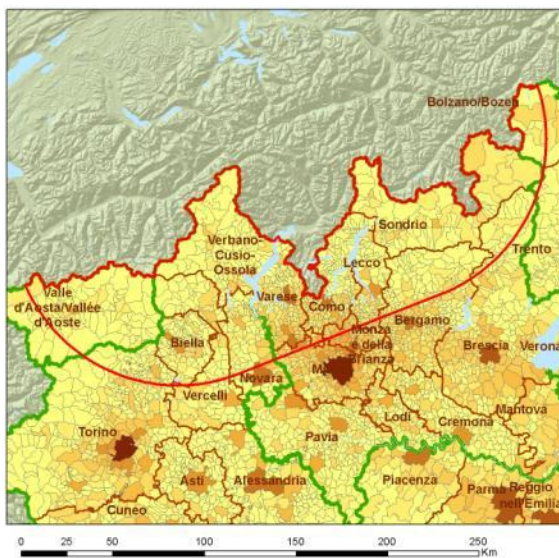 Bolzano/Bozen
Sondrio
Verbano-
Cusio-
Ossola
Trento
Lecco
Valle
d'Aosta/Vallée
d'Aoste
Varese
Como
Bergamo
Biella
Monza
e della
Brianza
Brescia
Verona
Novara
Vercelli
Mantova
Lodi
Cremona
Torino
Pavia
Asti
Alessandria
Piacenza
Parma
Reggio
nell'Emilia
Cuneo
0 50 100 150 200 250
Km